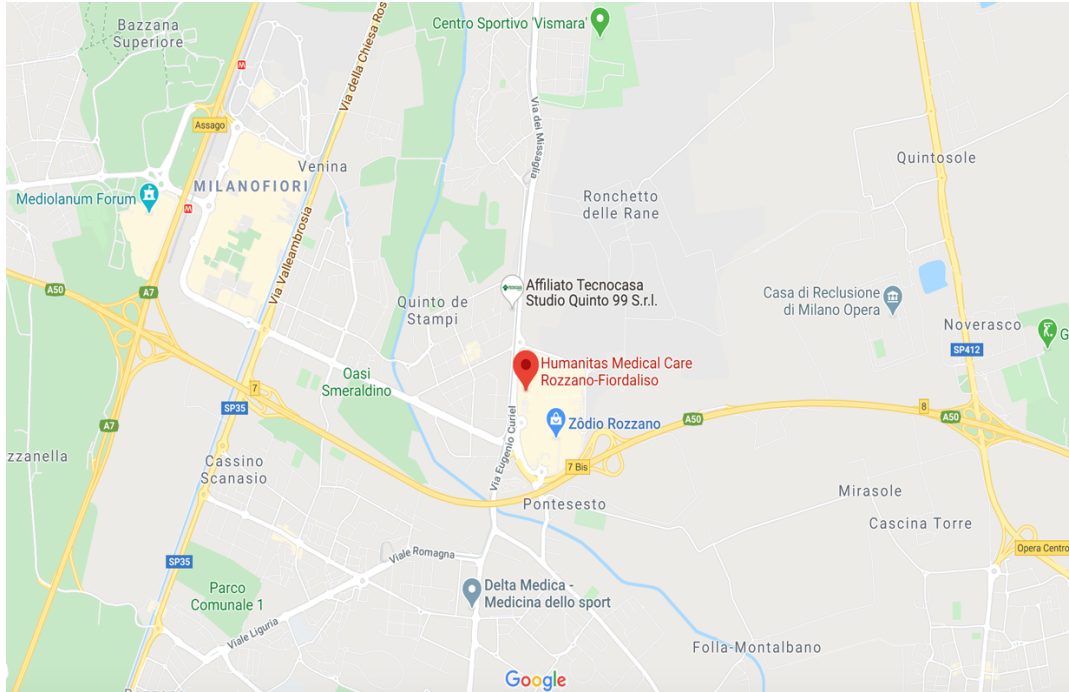 Bazzana
Superiore
Centro Sportivo 'Vismara'
Via della Chiesa Ros
M
Via dei Missaglia
Assago
Venina
Quintosole
MILANOFIORI
Mediolanum Forum
M
Ronchetto
delle Rane
Via Valleambrosia
A50
A7
Affiliato Tecnocasa
Studio Quinto 99 S.r.l.
Quinto de
Stampi
Casa di Reclusione
di Milano Opera
Noverasco
G
SP412
Humanitas Medical Care
Rozzano-Fiordaliso
Oasi
Smeraldino
7
SP35
A7
Zôdio Rozzano
A50
8
A50
Via Eugenio Curiel
zzanella
Cassino
Scanasio
7 Bis
Pontesesto
Mirasole
Cascina Torre
Opera Centro
SP35
Viale Romagna
Parco
Comunale 1
Delta Medica -
Medicina dello sport
Viale Liguria
Folla-Montalbano
Google